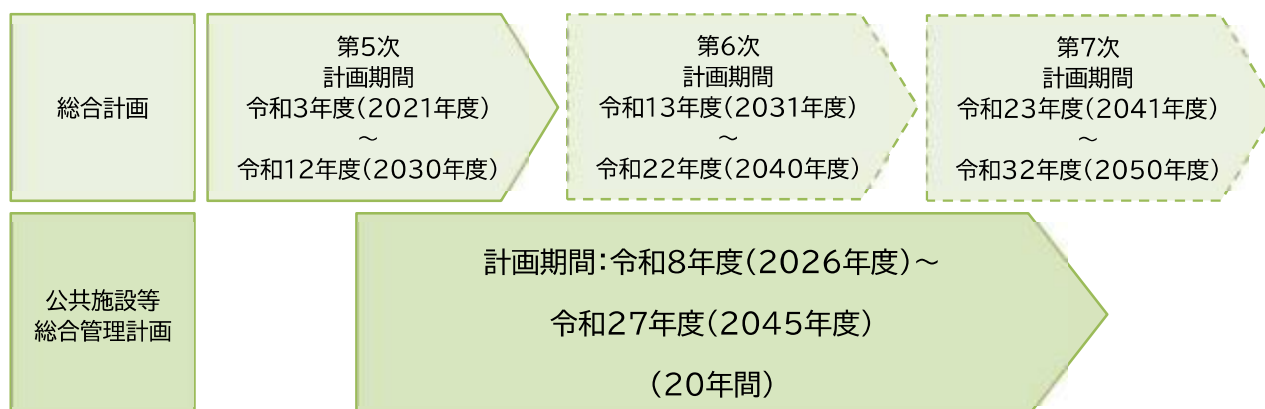 総合計画
第5次
計画期間
令和3年度(2021年度)
～
令和12年度(2030年度)
第6次
計画期間
令和13年度(2031年度)
～
令和22年度(2040年度)
第7次
計画期間
令和23年度(2041年度)
～
令和32年度(2050年度)
公共施設等
総合管理計画
計画期間：令和8年度(2026年度)～
令和27年度(2045年度)
(20年間)